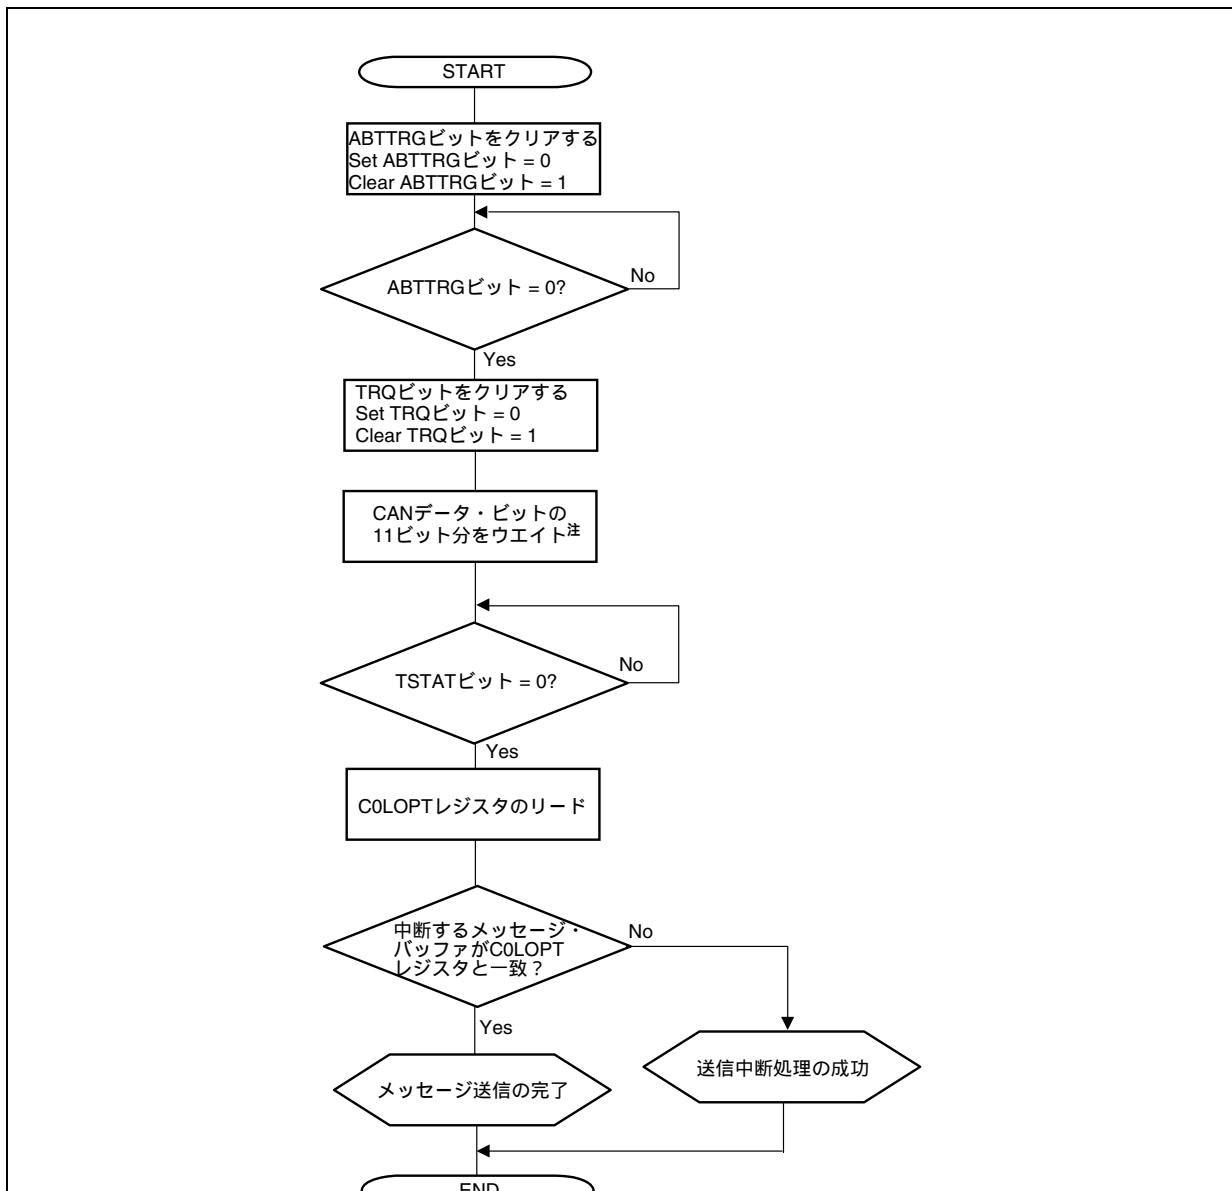 START
ABTTRGビットをクリアする
Set ABTTRGビット = 0
Clear ABTTRGビット = 1
No
ABTTRGビット = 0?
Yes
TRQビットをクリアする
Set TRQビット = 0
Clear TRQビット = 1
CANデータ・ビットの
11ビット分をウエイト注
No
TSTATビット = 0?
Yes
C0LOPTレジスタのリード
中断するメッセージ・
バッファがC0LOPT
レジスタと一致？
No
Yes
送信中断処理の成功
メッセージ送信の完了
END